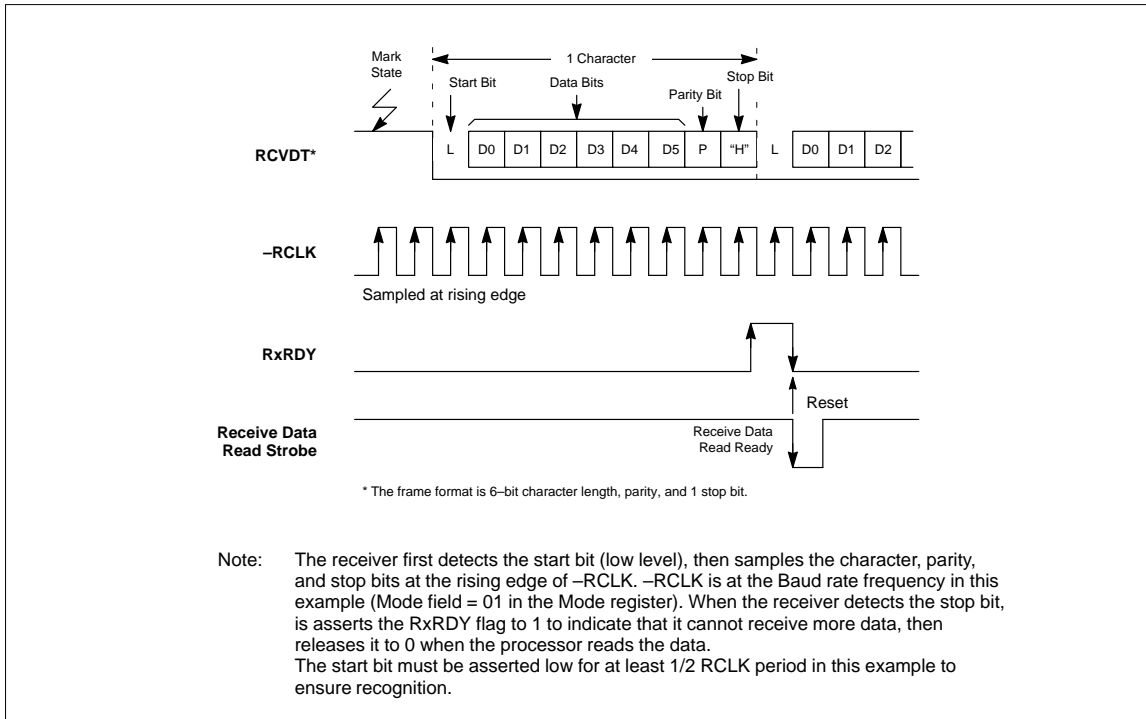 Mark
State
1 Character
Start Bit
Data Bits
Parity Bit
Stop Bit
RCVDT*
L D0 D1 D2 D3 D4 D5 P “H” L D0 D1 D2
–RCLK
Sampled at rising edge
RxRDY
Reset
Receive Data
Read Strobe
Receive Data
Read Ready
* The frame format is 6–bit character length, parity, and 1 stop bit.
Note: The receiver first detects the start bit (low level), then samples the character, parity,
and stop bits at the rising edge of –RCLK. –RCLK is at the Baud rate frequency in this
example (Mode field = 01 in the Mode register). When the receiver detects the stop bit,
is asserts the RxRDY flag to 1 to indicate that it cannot receive more data, then
releases it to 0 when the processor reads the data.
The start bit must be asserted low for at least 1/2 RCLK period in this example to
ensure recognition.